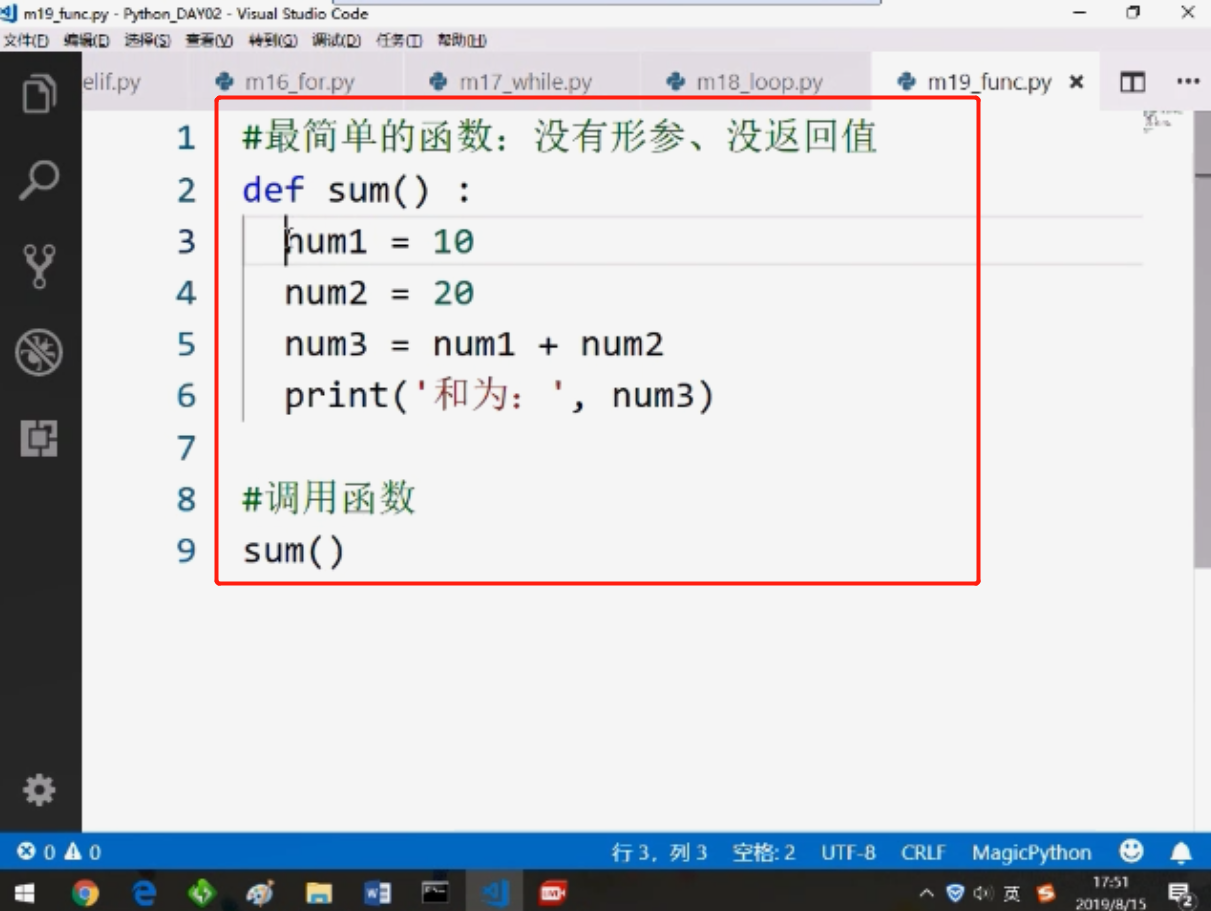 m19_func.py - Python_DAY02 - Visual Studio Code
文件(F) 编辑(E) 选择(S) 查看(V) 转到(G) 调试(D) 任务(T) 帮助(H)
elif.py m16_for.py m17_while.py m18_loop.py m19_func.py
1 #最简单的函数：没有形参、没返回值
2 def sum() :
3 num1 = 10
4 num2 = 20
5 num3 = num1 + num2
6 print('和为：', num3)
7
8 #调用函数
9 sum()
0 0 行 3，列 3 空格: 2 UTF-8 CRLF MagicPython
英 17:51
2019/8/15 2